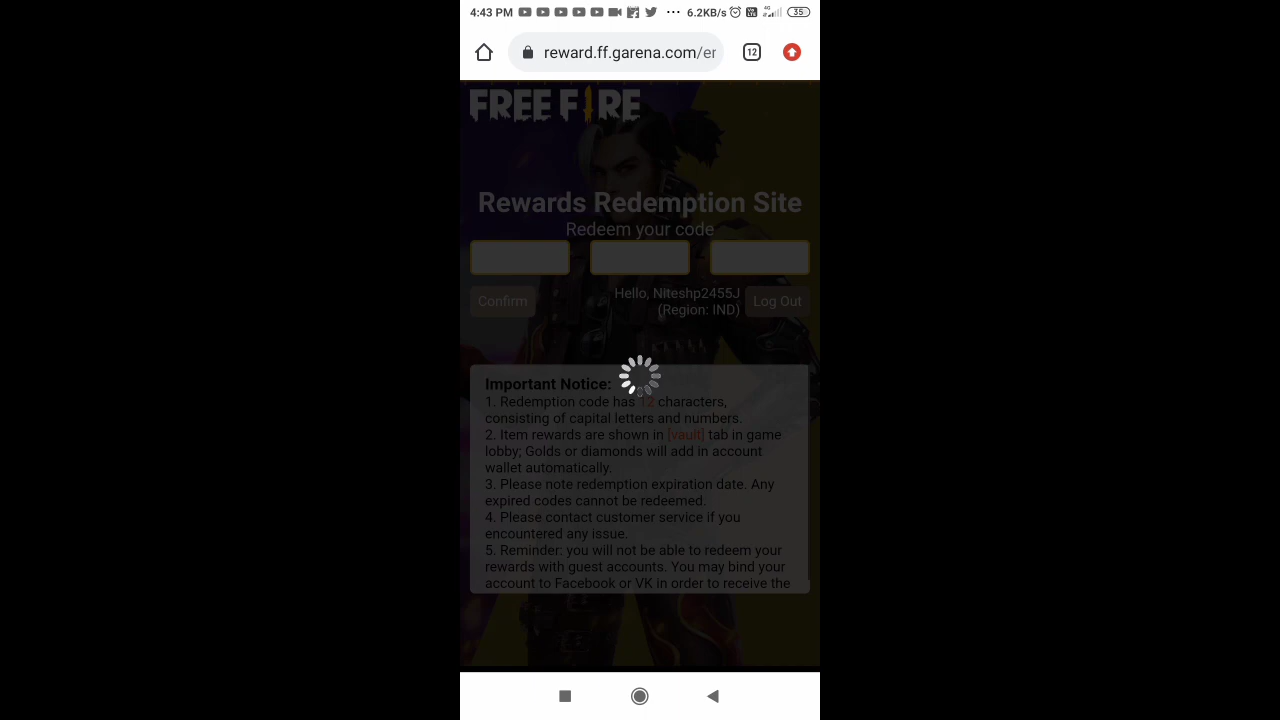 4:43 PM ... 6.2KB/s 4G 35
reward.ff.garena.com/er 12
FREE FIRE
Rewards Redemption Site
Redeem your code
Confirm
Hello, Niteshp2455J
(Region: IND)
Log Out
Important Notice:
1. Redemption code has 12 characters,
consisting of capital letters and numbers.
2. Item rewards are shown in [vault] tab in game
lobby; Golds or diamonds will add in account
wallet automatically.
3. Please note redemption expiration date. Any
expired codes cannot be redeemed.
4. Please contact customer service if you
encountered any issue.
5. Reminder: you will not be able to redeem your
rewards with guest accounts. You may bind your
account to Facebook or VK in order to receive the